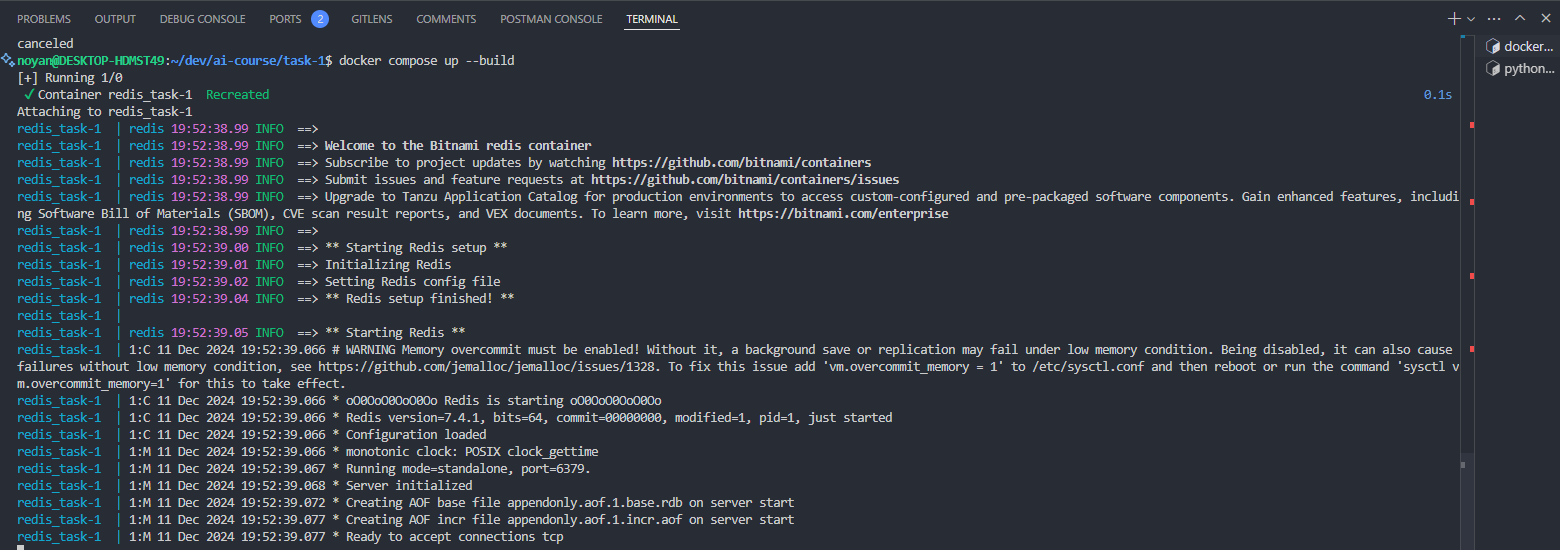 PROBLEMS OUTPUT DEBUG CONSOLE PORTS 2 GITLENS COMMENTS POSTMAN CONSOLE TERMINAL
canceled
noyan@DESKTOP-HDMST49:~/dev/ai-course/task-1$ docker compose up --build
[+] Running 1/0
✓ Container redis_task-1 Recreated 0.1s
Attaching to redis_task-1
redis_task-1 | redis 19:52:38.99 INFO ==>
redis_task-1 | redis 19:52:38.99 INFO ==> Welcome to the Bitnami redis container
redis_task-1 | redis 19:52:38.99 INFO ==> Subscribe to project updates by watching https://github.com/bitnami/containers
redis_task-1 | redis 19:52:38.99 INFO ==> Submit issues and feature requests at https://github.com/bitnami/containers/issues
redis_task-1 | redis 19:52:38.99 INFO ==> Upgrade to Tanzu Application Catalog for production environments to access custom-configured and pre-packaged software components. Gain enhanced features, includi
ng Software Bill of Materials (SBOM), CVE scan result reports, and VEX documents. To learn more, visit https://bitnami.com/enterprise
redis_task-1 | redis 19:52:38.99 INFO ==>
redis_task-1 | redis 19:52:39.00 INFO ==> ** Starting Redis setup **
redis_task-1 | redis 19:52:39.01 INFO ==> Initializing Redis
redis_task-1 | redis 19:52:39.02 INFO ==> Setting Redis config file
redis_task-1 | redis 19:52:39.04 INFO ==> ** Redis setup finished! **
redis_task-1 |
redis_task-1 | redis 19:52:39.05 INFO ==> ** Starting Redis **
redis_task-1 | 1:C 11 Dec 2024 19:52:39.066 # WARNING Memory overcommit must be enabled! Without it, a background save or replication may fail under low memory condition. Being disabled, it can also cause
failures without low memory condition, see https://github.com/jemalloc/jemalloc/issues/1328. To fix this issue add 'vm.overcommit_memory = 1' to /etc/sysctl.conf and then reboot or run the command 'sysctl v
m.overcommit_memory=1' for this to take effect.
redis_task-1 | 1:C 11 Dec 2024 19:52:39.066 * oO0OoO0OoO0Oo Redis is starting oO0OoO0OoO0Oo
redis_task-1 | 1:C 11 Dec 2024 19:52:39.066 * Redis version=7.4.1, bits=64, commit=00000000, modified=1, pid=1, just started
redis_task-1 | 1:C 11 Dec 2024 19:52:39.066 * Configuration loaded
redis_task-1 | 1:M 11 Dec 2024 19:52:39.066 * monotonic clock: POSIX clock_gettime
redis_task-1 | 1:M 11 Dec 2024 19:52:39.067 * Running mode=standalone, port=6379.
redis_task-1 | 1:M 11 Dec 2024 19:52:39.068 * Server initialized
redis_task-1 | 1:M 11 Dec 2024 19:52:39.072 * Creating AOF base file appendonly.aof.1.base.rdb on server start
redis_task-1 | 1:M 11 Dec 2024 19:52:39.077 * Creating AOF incr file appendonly.aof.1.incr.aof on server start
redis_task-1 | 1:M 11 Dec 2024 19:52:39.077 * Ready to accept connections tcp
docker...
python...